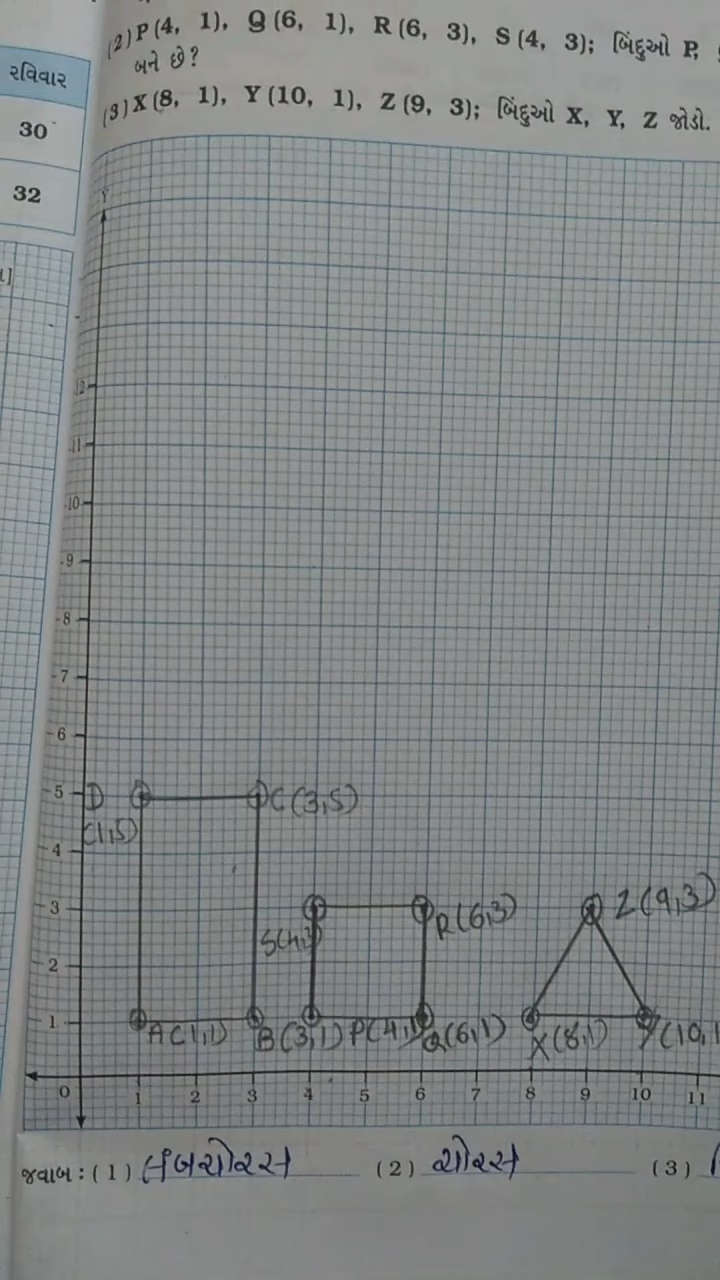 (2) P (4, 1), Q (6, 1), R (6, 3), S (4, 3); બિંદુઓ P,
બને છે?
(3) X (8, 1), Y (10, 1), Z (9, 3); બિંદુઓ X, Y, Z જોડો.
રવિવાર
30
32
Y
12
11
10
9
8
7
6
5 D C(3,5)
(1,5)
4
3 R(6,3) Z(9,3)
2
1 A(1,1) B(3,1) P(4,1) Q(6,1) X(8,1) Y(10,1
0 1 2 3 4 5 6 7 8 9 10 11
જવાબ : (1) લંબચોરસ (2) ચોરસ (3)